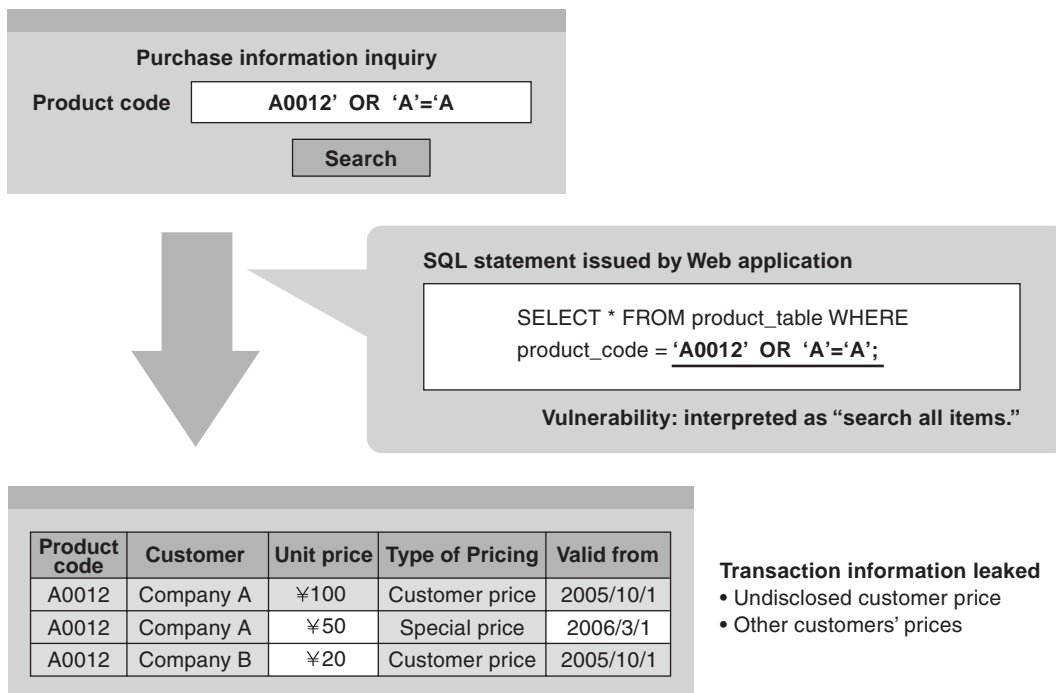 Purchase information inquiry
Product code
A0012’ OR ‘A’=‘A
Search
SQL statement issued by Web application
SELECT * FROM product_table WHERE
product_code = ‘A0012’ OR ‘A’=‘A’;
Vulnerability: interpreted as “search all items.”
Product code Customer Unit price Type of Pricing Valid from
A0012 Company A ¥100 Customer price 2005/10/1
A0012 Company A ¥50 Special price 2006/3/1
A0012 Company B ¥20 Customer price 2005/10/1
Transaction information leaked
• Undisclosed customer price
• Other customers’ prices